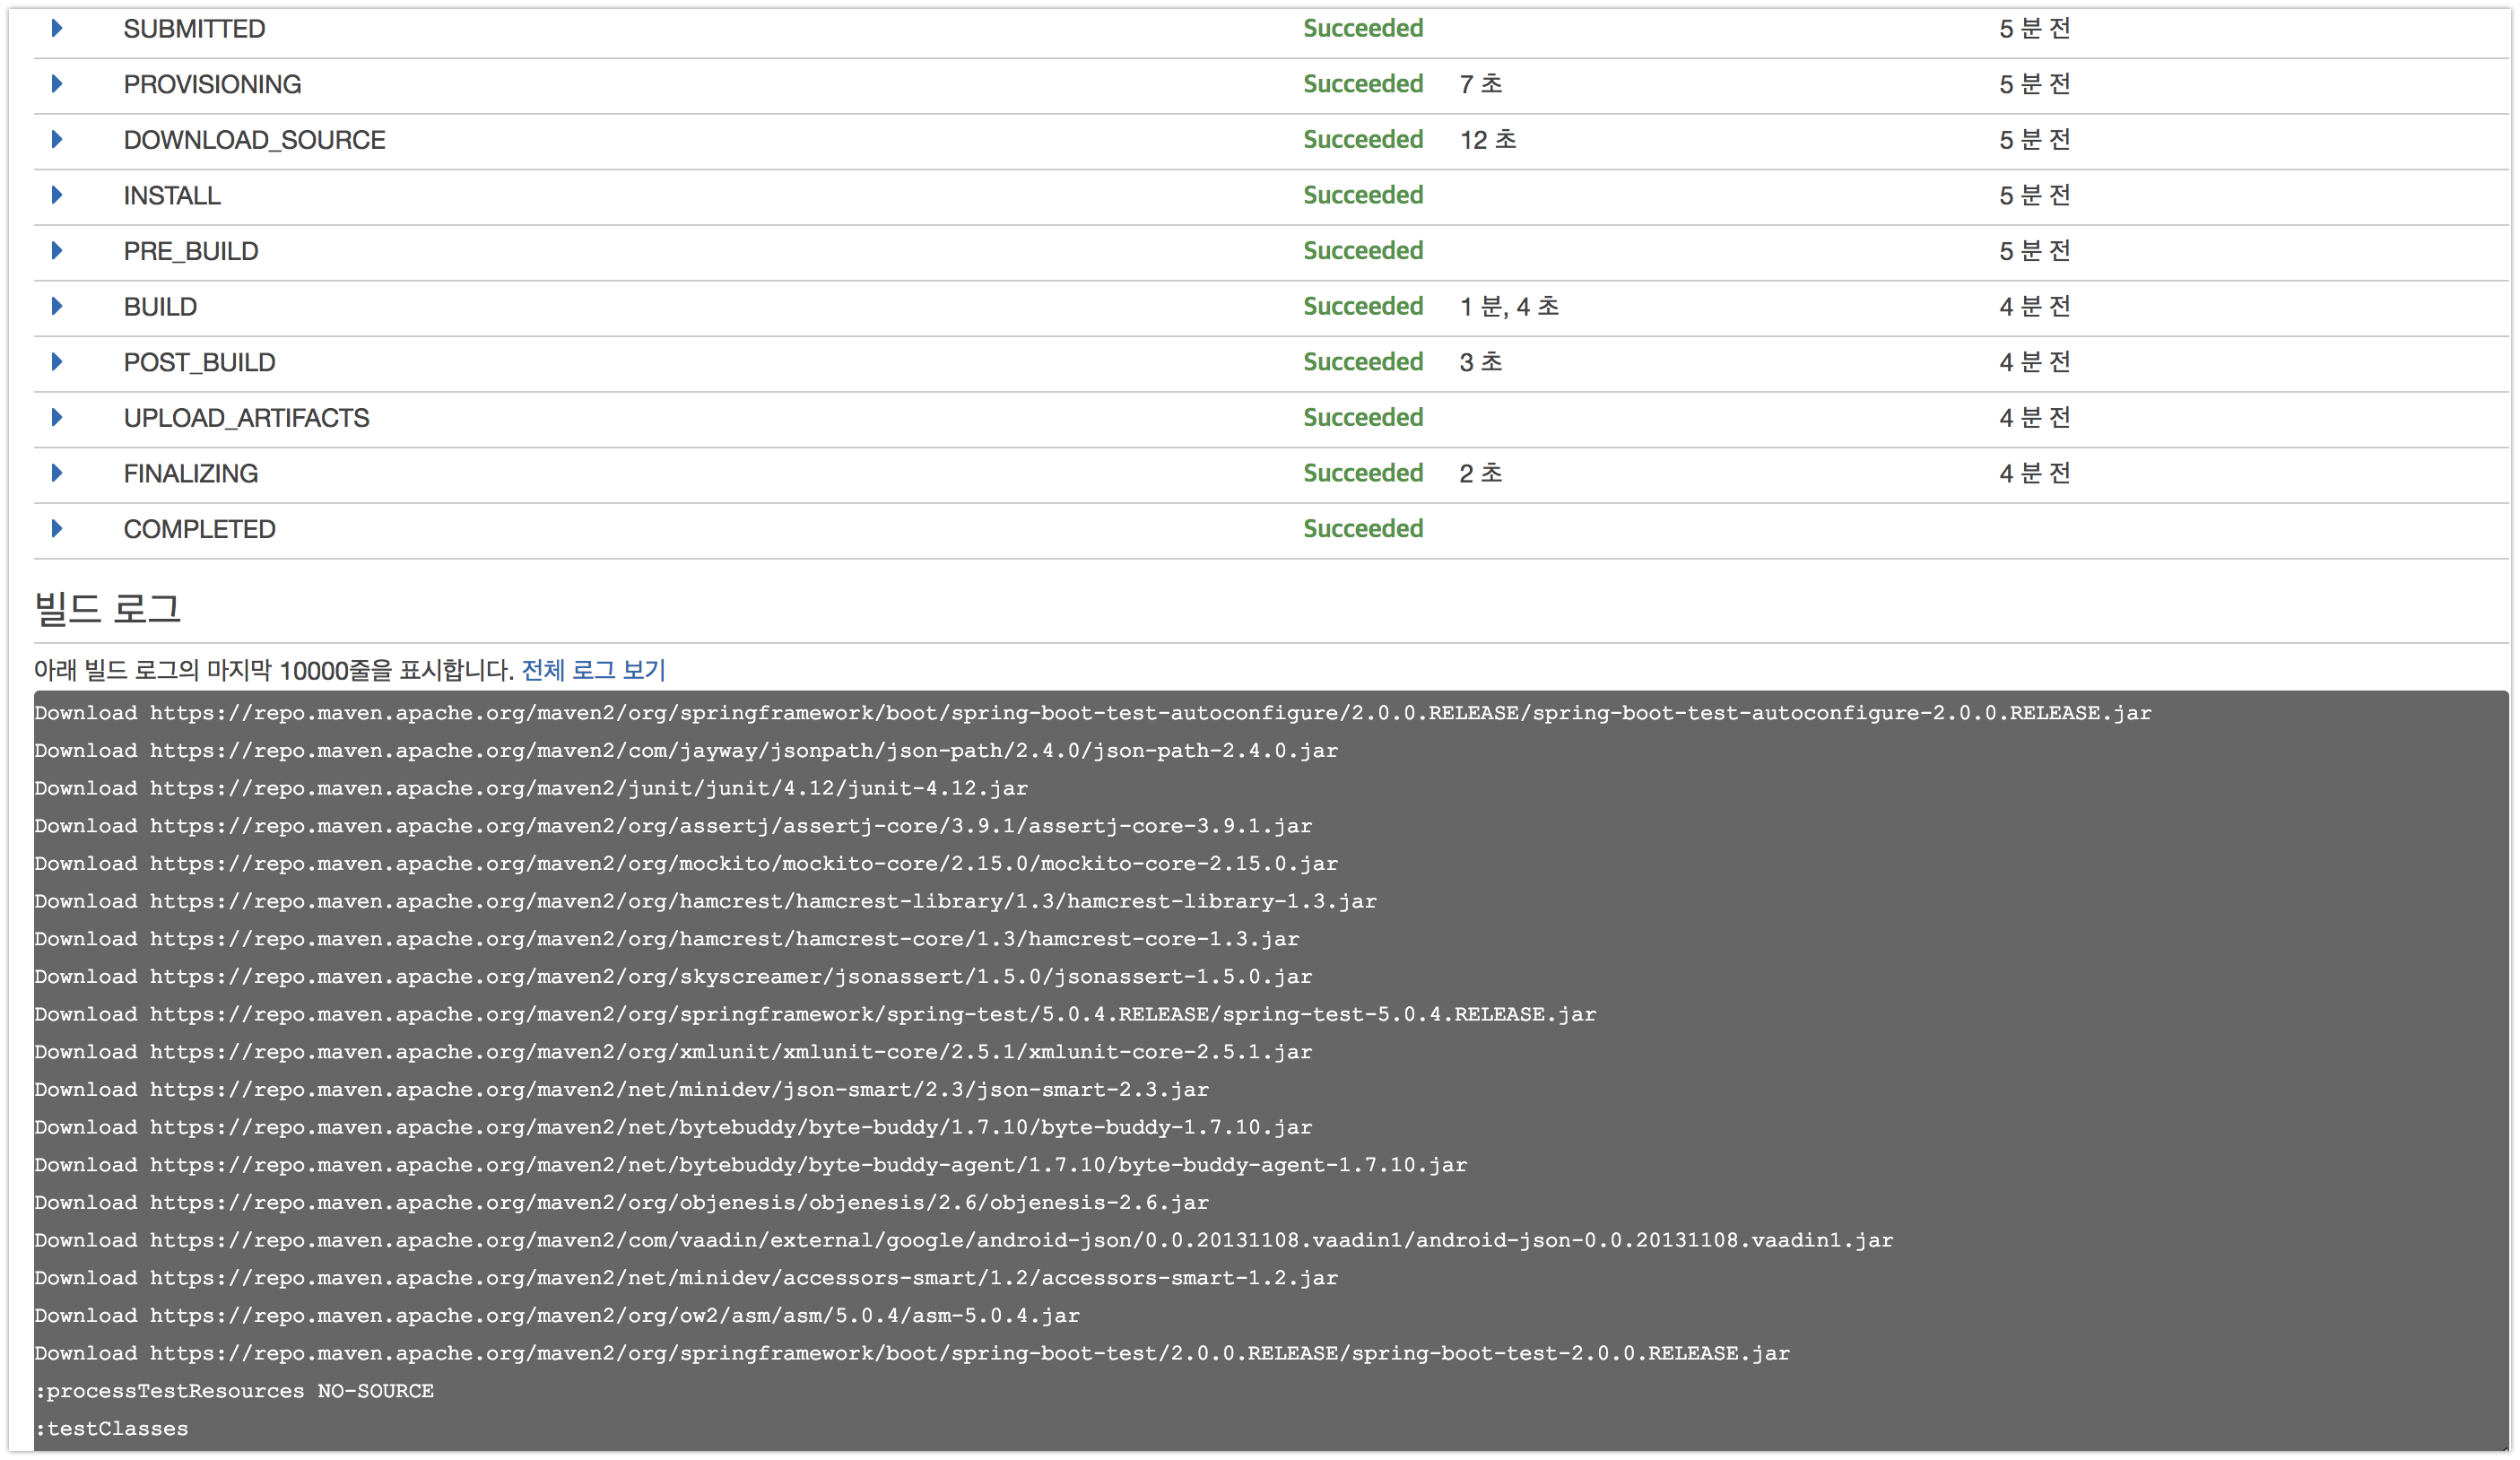 SUBMITTED Succeeded 5 분 전
PROVISIONING Succeeded 7 초 5 분 전
DOWNLOAD_SOURCE Succeeded 12 초 5 분 전
INSTALL Succeeded 5 분 전
PRE_BUILD Succeeded 5 분 전
BUILD Succeeded 1 분, 4 초 4 분 전
POST_BUILD Succeeded 3 초 4 분 전
UPLOAD_ARTIFACTS Succeeded 4 분 전
FINALIZING Succeeded 2 초 4 분 전
COMPLETED Succeeded
빌드 로그
아래 빌드 로그의 마지막 10000줄을 표시합니다. 전체 로그 보기
Download https://repo.maven.apache.org/maven2/org/springframework/boot/spring-boot-test-autoconfigure/2.0.0.RELEASE/spring-boot-test-autoconfigure-2.0.0.RELEASE.jar
Download https://repo.maven.apache.org/maven2/com/jayway/jsonpath/json-path/2.4.0/json-path-2.4.0.jar
Download https://repo.maven.apache.org/maven2/junit/junit/4.12/junit-4.12.jar
Download https://repo.maven.apache.org/maven2/org/assertj/assertj-core/3.9.1/assertj-core-3.9.1.jar
Download https://repo.maven.apache.org/maven2/org/mockito/mockito-core/2.15.0/mockito-core-2.15.0.jar
Download https://repo.maven.apache.org/maven2/org/hamcrest/hamcrest-library/1.3/hamcrest-library-1.3.jar
Download https://repo.maven.apache.org/maven2/org/hamcrest/hamcrest-core/1.3/hamcrest-core-1.3.jar
Download https://repo.maven.apache.org/maven2/org/skyscreamer/jsonassert/1.5.0/jsonassert-1.5.0.jar
Download https://repo.maven.apache.org/maven2/org/springframework/spring-test/5.0.4.RELEASE/spring-test-5.0.4.RELEASE.jar
Download https://repo.maven.apache.org/maven2/org/xmlunit/xmlunit-core/2.5.1/xmlunit-core-2.5.1.jar
Download https://repo.maven.apache.org/maven2/net/minidev/json-smart/2.3/json-smart-2.3.jar
Download https://repo.maven.apache.org/maven2/net/bytebuddy/byte-buddy/1.7.10/byte-buddy-1.7.10.jar
Download https://repo.maven.apache.org/maven2/net/bytebuddy/byte-buddy-agent/1.7.10/byte-buddy-agent-1.7.10.jar
Download https://repo.maven.apache.org/maven2/org/objenesis/objenesis/2.6/objenesis-2.6.jar
Download https://repo.maven.apache.org/maven2/com/vaadin/external/google/android-json/0.0.20131108.vaadin1/android-json-0.0.20131108.vaadin1.jar
Download https://repo.maven.apache.org/maven2/net/minidev/accessors-smart/1.2/accessors-smart-1.2.jar
Download https://repo.maven.apache.org/maven2/org/ow2/asm/asm/5.0.4/asm-5.0.4.jar
Download https://repo.maven.apache.org/maven2/org/springframework/boot/spring-boot-test/2.0.0.RELEASE/spring-boot-test-2.0.0.RELEASE.jar
:processTestResources NO-SOURCE
:testClasses